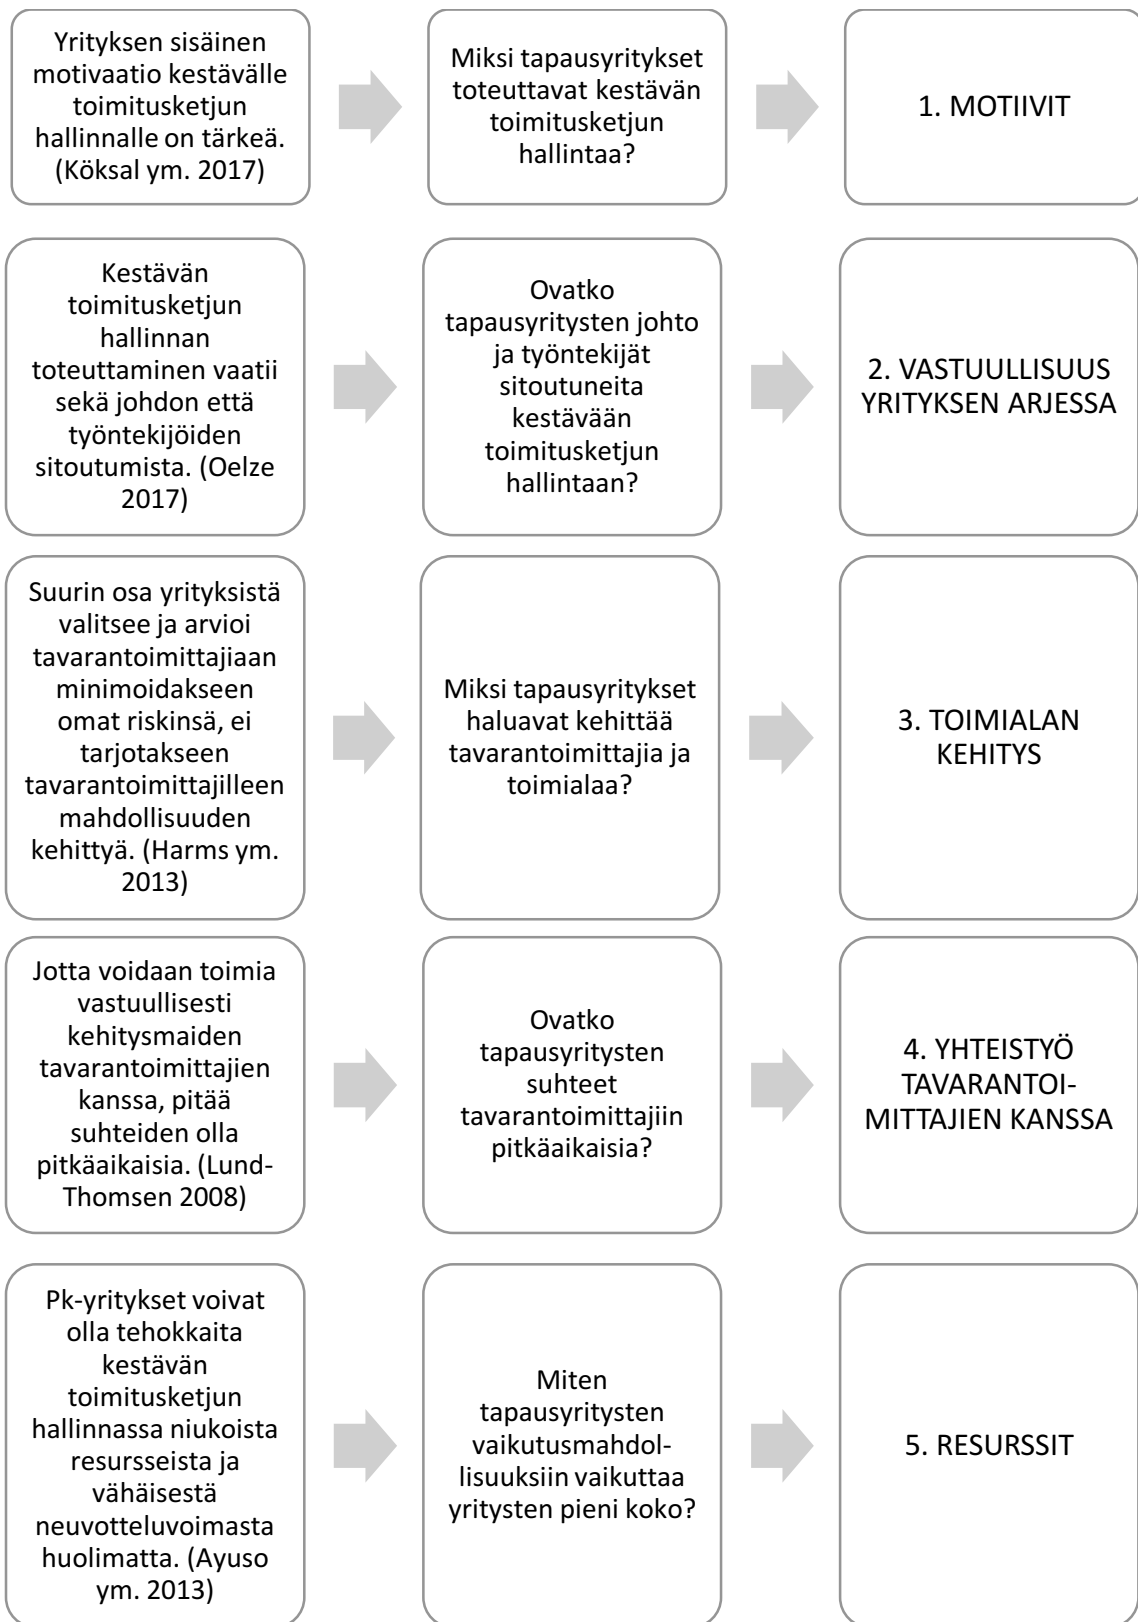 Yrityksen sisäinen
motivaatio kestävälle
toimitusketjun
hallinnalle on tärkeä.
(Köksal ym. 2017)
Miksi tapausyritykset
toteuttavat kestävän
toimitusketjun
hallintaa?
1. MOTIIVIT
Kestävän
toimitusketjun
hallinnan
toteuttaminen vaatii
sekä johdon että
työntekijöiden
sitoutumista. (Oelze
2017)
Ovatko
tapausyritysten johto
ja työntekijät
sitoutuneita
kestävään
toimitusketjun
hallintaan?
2. VASTUULLISUUS
YRITYKSEN ARJESSA
Suurin osa yrityksistä
valitsee ja arvioi
tavarantoimittajiaan
minimoidakseen
omat riskinsä, ei
tarjotakseen
tavarantoimittajilleen
mahdollisuuden
kehittyä. (Harms ym.
2013)
Miksi tapausyritykset
haluavat kehittää
tavarantoimittajia ja
toimialaa?
3. TOIMIALAN
KEHITYS
Jotta voidaan toimia
vastuullisesti
kehitysmaiden
tavarantoimittajien
kanssa, pitää
suhteiden olla
pitkäaikaisia. (Lund-
Thomsen 2008)
Ovatko
tapausyritysten
suhteet
tavarantoimittajiin
pitkäaikaisia?
4. YHTEISTYÖ
TAVARANTOI-
MITTAJIEN KANSSA
Pk-yritykset voivat
olla tehokkaita
kestävän
toimitusketjun
hallinnassa niukoista
resursseista ja
vähäisestä
neuvotteluvoimasta
huolimatta. (Ayuso
ym. 2013)
Miten
tapausyritysten
vaikutusmahdol-
lisuuksiin vaikuttaa
yritysten pieni koko?
5. RESURSSIT